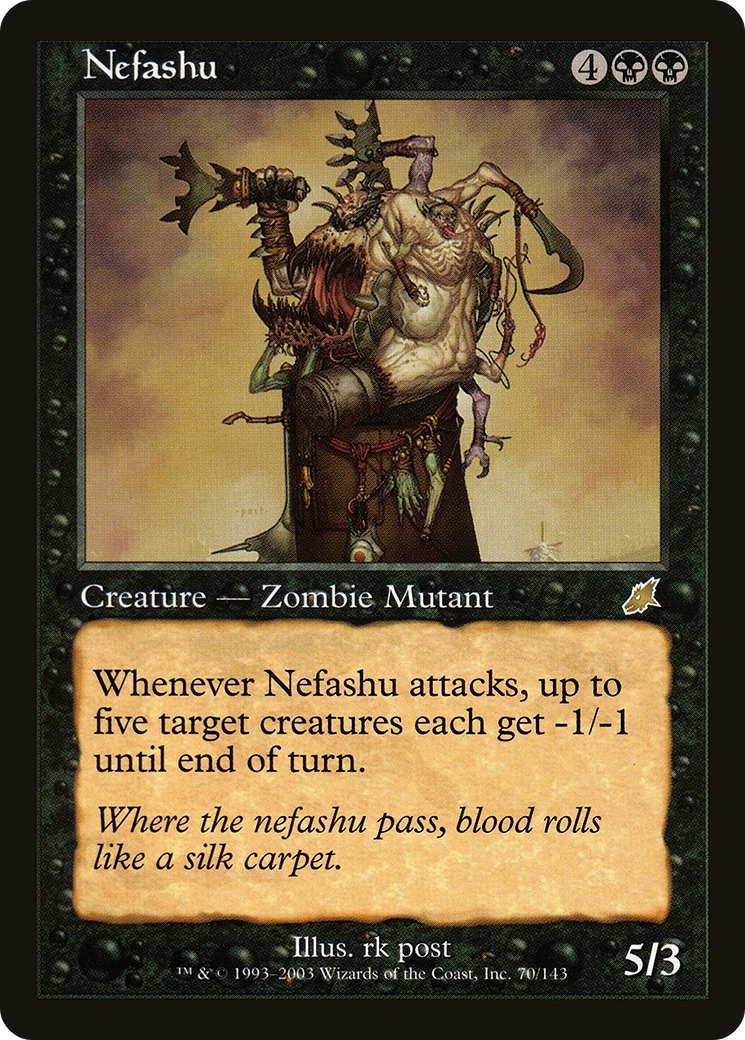 Nefashu
4
-post-
Creature — Zombie Mutant
Whenever Nefashu attacks, up to
five target creatures each get -1/-1
until end of turn.
Where the nefashu pass, blood rolls
like a silk carpet.
Illus. rk post
™ & © 1993–2003 Wizards of the Coast, Inc. 70/143
5/3